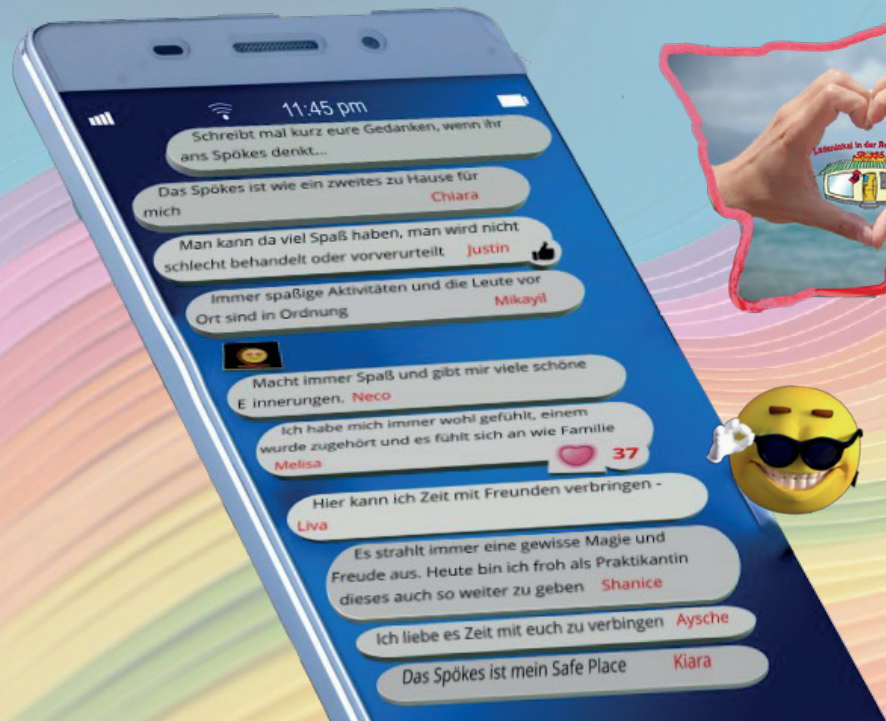 11:45 pm
Schreibt mal kurz eure Gedanken, wenn ihr
ans Spökes denkt...
Das Spökes ist wie ein zweites zu Hause für
mich Chiara
Man kann da viel Spaß haben, man wird nicht
schlecht behandelt oder vorverurteilt Justin
Immer spaßige Aktivitäten und die Leute vor
Ort sind in Ordnung Mikayil
Macht immer Spaß und gibt mir viele schöne
E innerungen. Neco
Ich habe mich immer wohl gefühlt, einem
wurde zugehört und es fühlt sich an wie Familie
Melisa 37
Hier kann ich Zeit mit Freunden verbringen -
Liva
Es strahlt immer eine gewisse Magie und
Freude aus. Heute bin ich froh als Praktikantin
dieses auch so weiter zu geben Shanice
Ich liebe es Zeit mit euch zu verbingen Aysche
Das Spökes ist mein Safe Place Kiara
in der